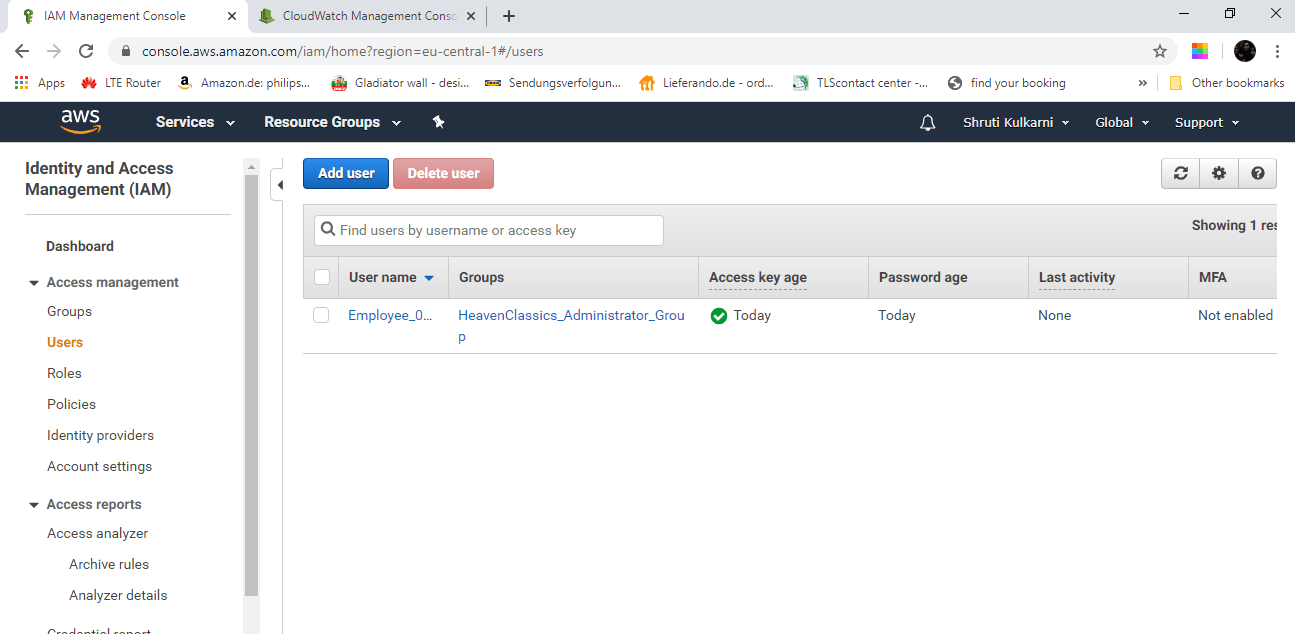 IAM Management Console
CloudWatch Management Conso
console.aws.amazon.com/iam/home?region=eu-central-1#/users
Apps LTE Router Amazon.de: philips... Gladiator wall - desi... Sendungsverfolgun... Lieferando.de - ord... TLScontact center -... find your booking » Other bookmarks
aws Services Resource Groups Shruti Kulkarni Global Support
Identity and Access
Management (IAM)
Dashboard
Access management
Groups
Users
Roles
Policies
Identity providers
Account settings
Access reports
Access analyzer
Archive rules
Analyzer details
Credential report
Add user Delete user
Find users by username or access key
Showing 1 res
User name Groups Access key age Password age Last activity MFA
Employee_0... HeavenClassics_Administrator_Grou Today Today None Not enabled
p